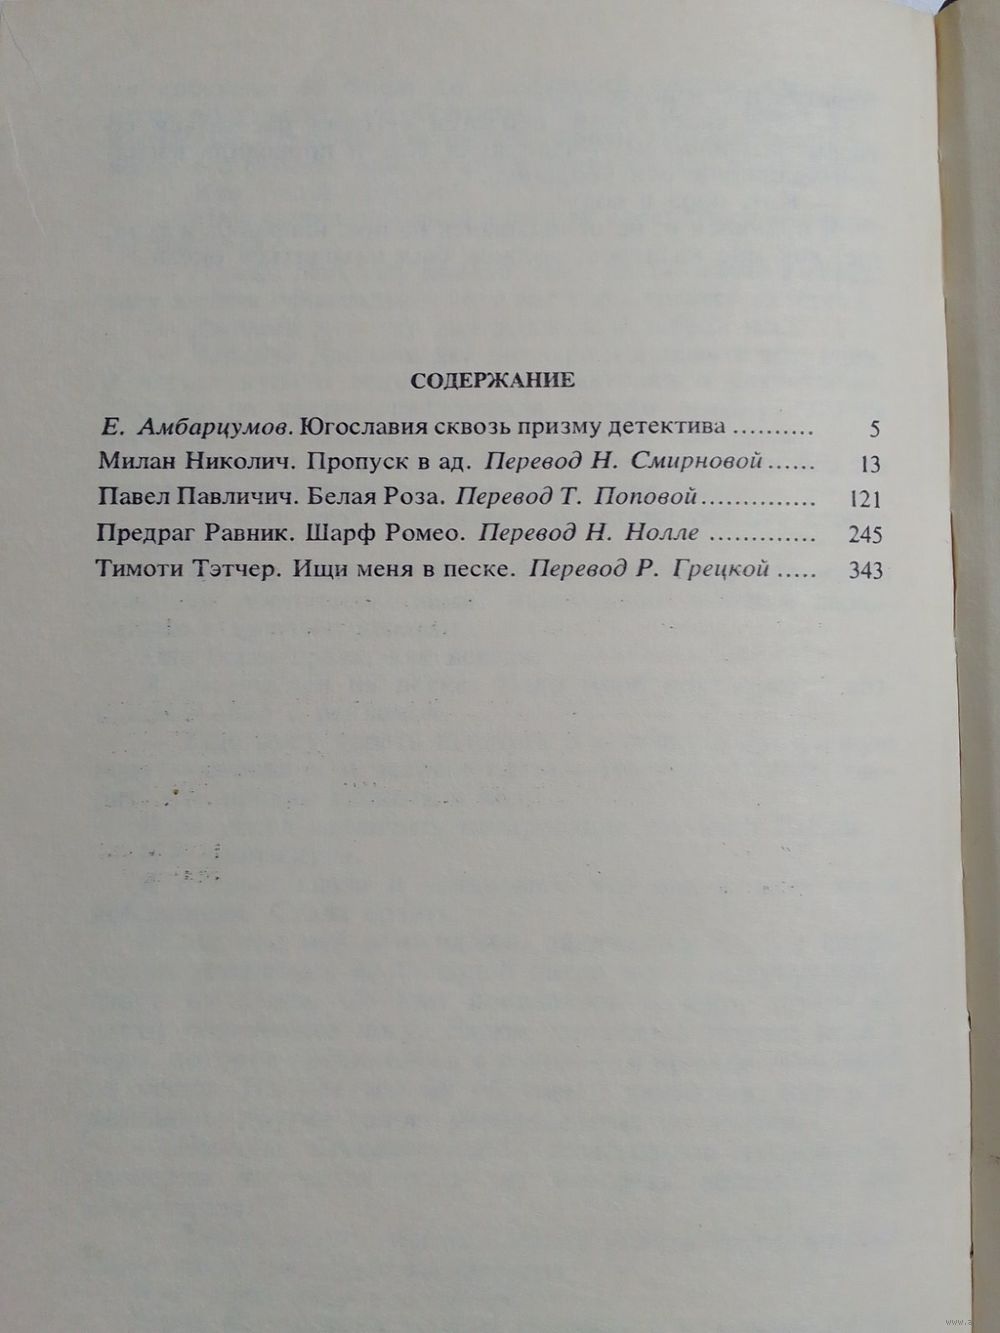 СОДЕРЖАНИЕ
Е. Амбарцумов. Югославия сквозь призму детектива .......... 5
Милан Николич. Пропуск в ад. Перевод Н. Смирновой...... 13
Павел Павличич. Белая Роза. Перевод Т. Поповой.............. 121
Предраг Равник. Шарф Ромео. Перевод Н. Нолле ............. 245
Тимоти Тэтчер. Ищи меня в песке. Перевод Р. Грецкой ..... 343